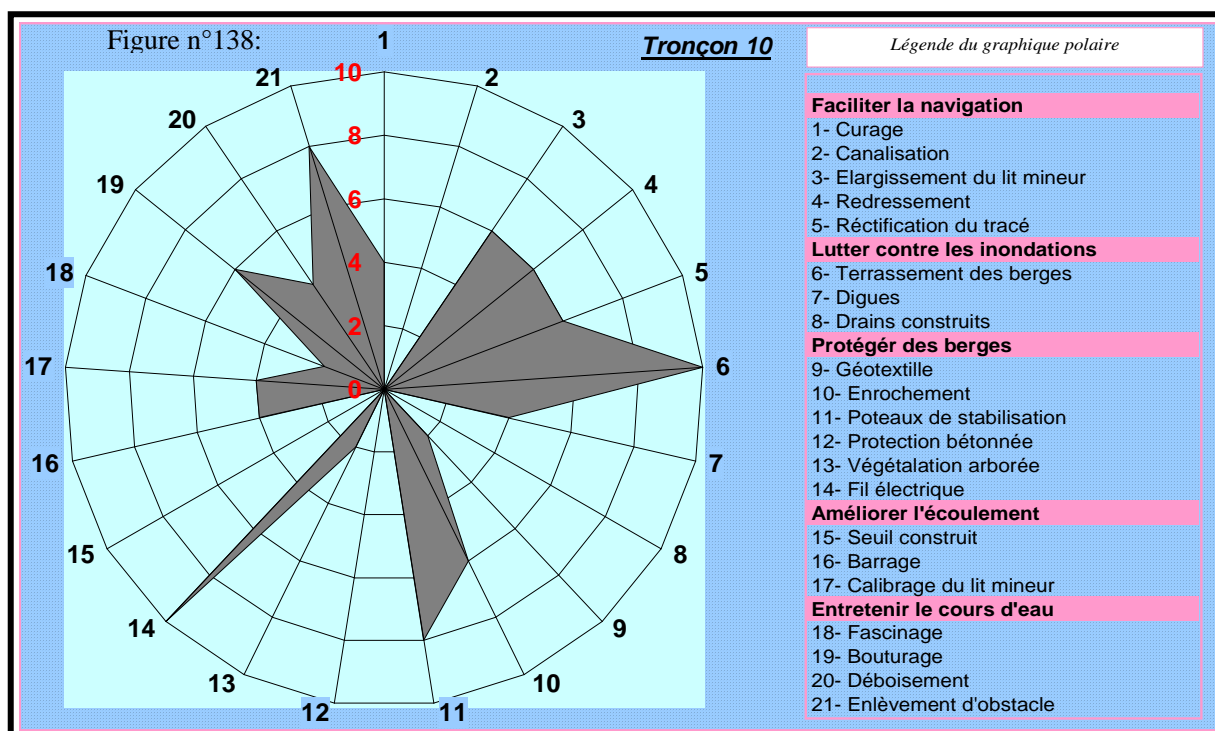 Figure n°138:
Tronçon 10
1
2
3
4
5
6
7
8
9
10
11
12
13
14
15
16
17
18
19
20
21
10
8
6
4
2
0
Légende du graphique polaire
Faciliter la navigation
1- Curage
2- Canalisation
3- Elargissement du lit mineur
4- Redressement
5- Réctification du tracé
Lutter contre les inondations
6- Terrassement des berges
7- Digues
8- Drains construits
Protégér des berges
9- Géotextille
10- Enrochement
11- Poteaux de stabilisation
12- Protection bétonnée
13- Végétalation arborée
14- Fil électrique
Améliorer l'écoulement
15- Seuil construit
16- Barrage
17- Calibrage du lit mineur
Entretenir le cours d'eau
18- Fascinage
19- Bouturage
20- Déboisement
21- Enlèvement d'obstacle